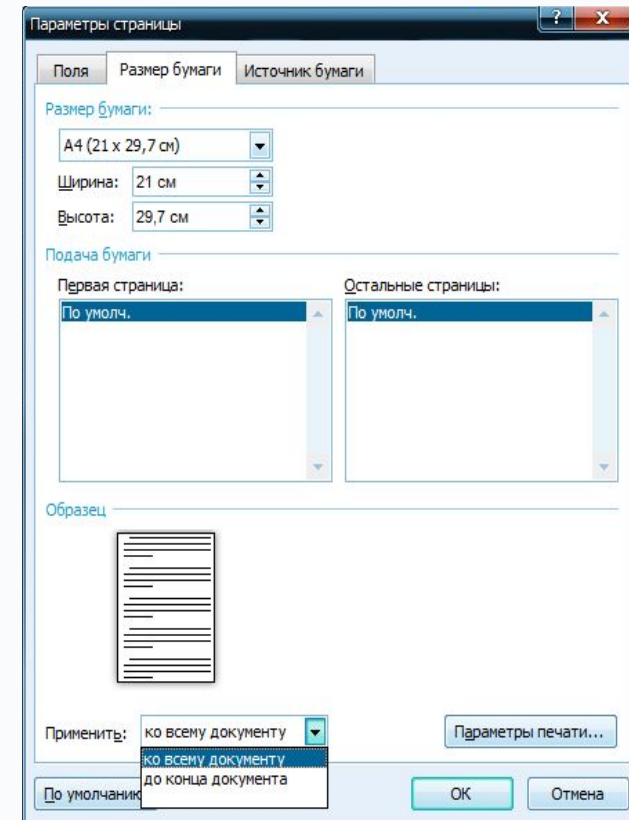 Параметры страницы
Поля Размер бумаги Источник бумаги
Размер бумаги:
A4 (21 x 29,7 см)
Ширина: 21 см
Высота: 29,7 см
Подача бумаги
Первая страница: Остальные страницы:
По умолч. По умолч.
Образец
Применить: ко всему документу Параметры печати...
ко всему документу
до конца документа
По умолчанию OK Отмена